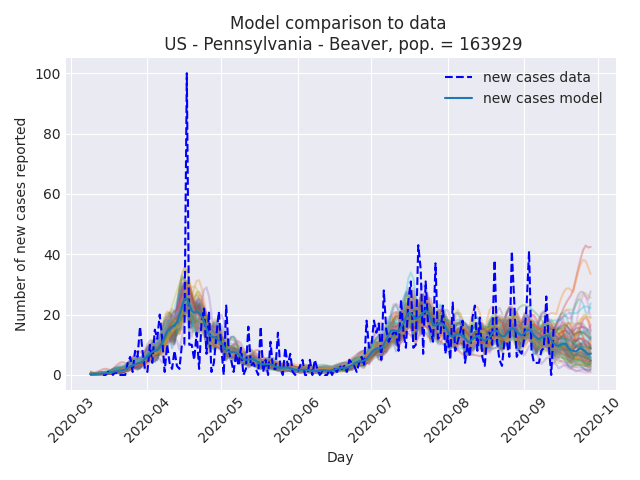 Model comparison to data
US - Pennsylvania - Beaver, pop. = 163929
new cases data
new cases model
Number of new cases reported
100
80
60
40
20
0
2020-03
2020-04
2020-05
2020-06
2020-07
2020-08
2020-09
2020-10
Day